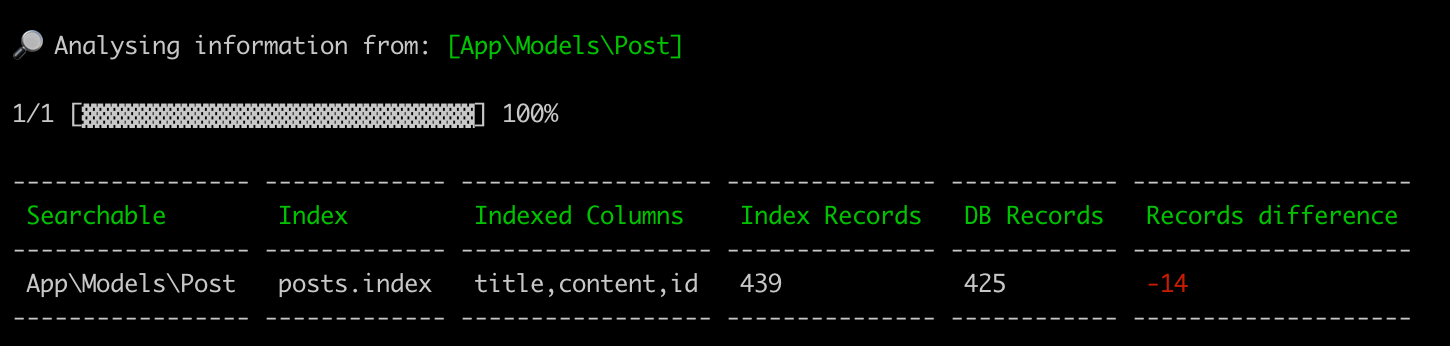 🔎 Analysing information from: [App\Models\Post]
1/1 [▓▓▓▓▓▓▓▓▓▓▓▓▓▓▓▓▓▓▓▓▓▓▓▓▓▓▓▓] 100%
----------------- ------------- ------------------ --------------- ------------ --------------------
Searchable Index Indexed Columns Index Records DB Records Records difference
----------------- ------------- ------------------ --------------- ------------ --------------------
App\Models\Post posts.index title,content,id 439 425 -14
----------------- ------------- ------------------ --------------- ------------ --------------------